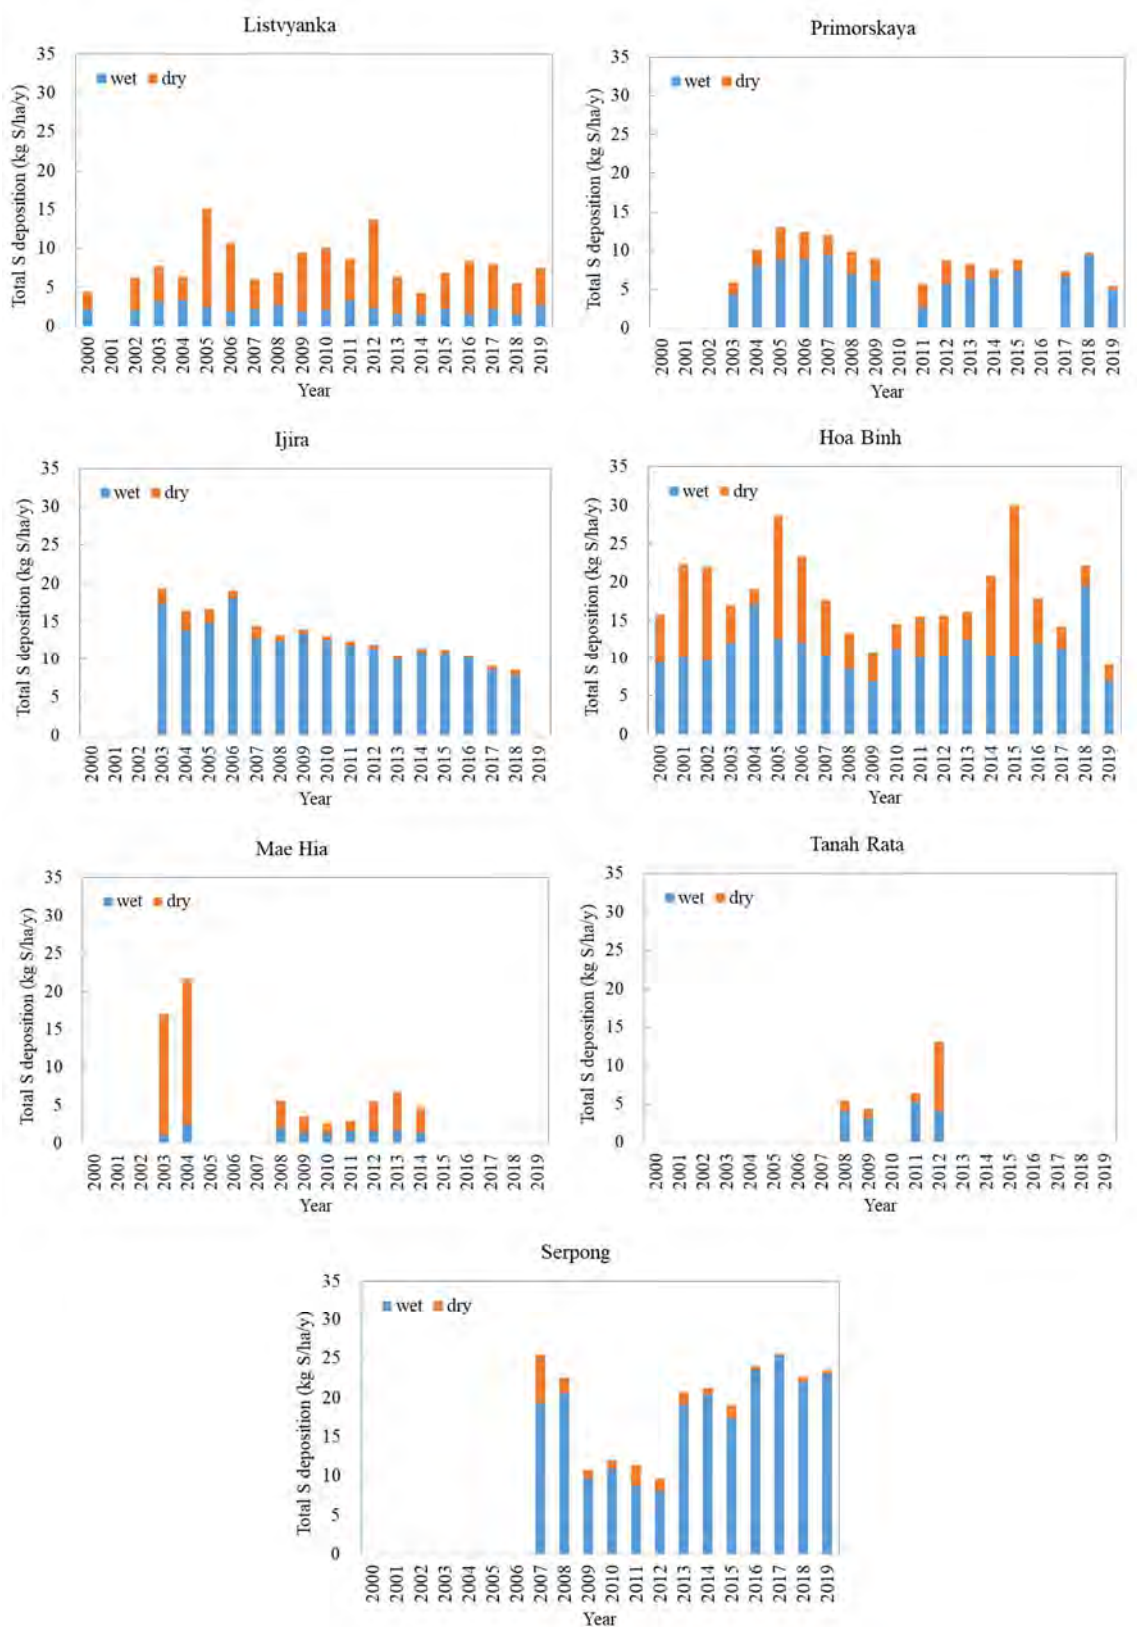 Listvyanka
Total S deposition (kg S/ha/y)
35
30
25
20
15
10
5
0
wet dry
2000 2001 2002 2003 2004 2005 2006 2007 2008 2009 2010 2011 2012 2013 2014 2015 2016 2017 2018 2019
Year
Primorskaya
Total S deposition (kg S/ha/y)
35
30
25
20
15
10
5
0
wet dry
2000 2001 2002 2003 2004 2005 2006 2007 2008 2009 2010 2011 2012 2013 2014 2015 2016 2017 2018 2019
Year
Ijira
Total S deposition (kg S/ha/y)
35
30
25
20
15
10
5
0
wet dry
2000 2001 2002 2003 2004 2005 2006 2007 2008 2009 2010 2011 2012 2013 2014 2015 2016 2017 2018 2019
Year
Hoa Binh
Total S deposition (kg S/ha/y)
35
30
25
20
15
10
5
0
wet dry
2000 2001 2002 2003 2004 2005 2006 2007 2008 2009 2010 2011 2012 2013 2014 2015 2016 2017 2018 2019
Year
Mae Hia
Total S deposition (kg S/ha/y)
35
30
25
20
15
10
5
0
wet dry
2000 2001 2002 2003 2004 2005 2006 2007 2008 2009 2010 2011 2012 2013 2014 2015 2016 2017 2018 2019
Year
Tanah Rata
Total S deposition (kg S/ha/y)
35
30
25
20
15
10
5
0
wet dry
2000 2001 2002 2003 2004 2005 2006 2007 2008 2009 2010 2011 2012 2013 2014 2015 2016 2017 2018 2019
Year
Serpong
Total S deposition (kg S/ha/y)
35
30
25
20
15
10
5
0
wet dry
2000 2001 2002 2003 2004 2005 2006 2007 2008 2009 2010 2011 2012 2013 2014 2015 2016 2017 2018 2019
Year